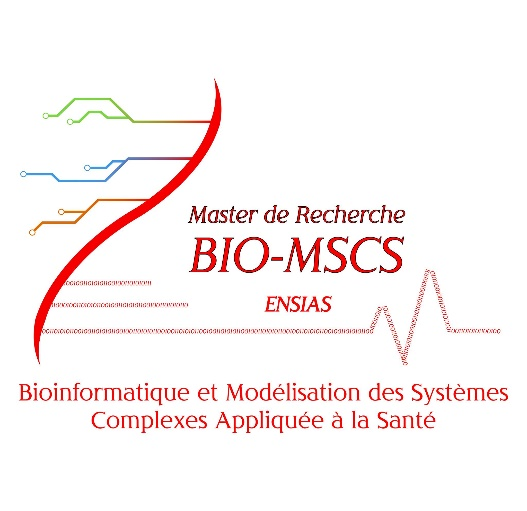 Master de Recherche
BIO-MSCS
ENSIAS
Bioinformatique et Modélisation des Systèmes
Complexes Appliquée à la Santé